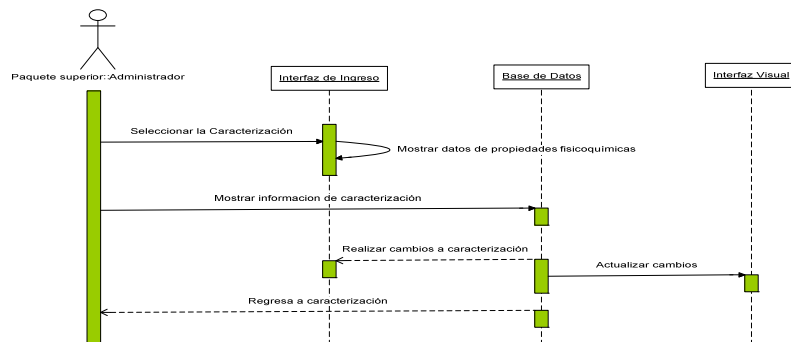 Paquete superior::Administrador
Interfaz de Ingreso
Base de Datos
Interfaz Visual
Seleccionar la Caracterización
Mostrar datos de propiedades fisicoquímicas
Mostrar informacion de caracterización
Realizar cambios a caracterización
Actualizar cambios
Regresa a caracterización